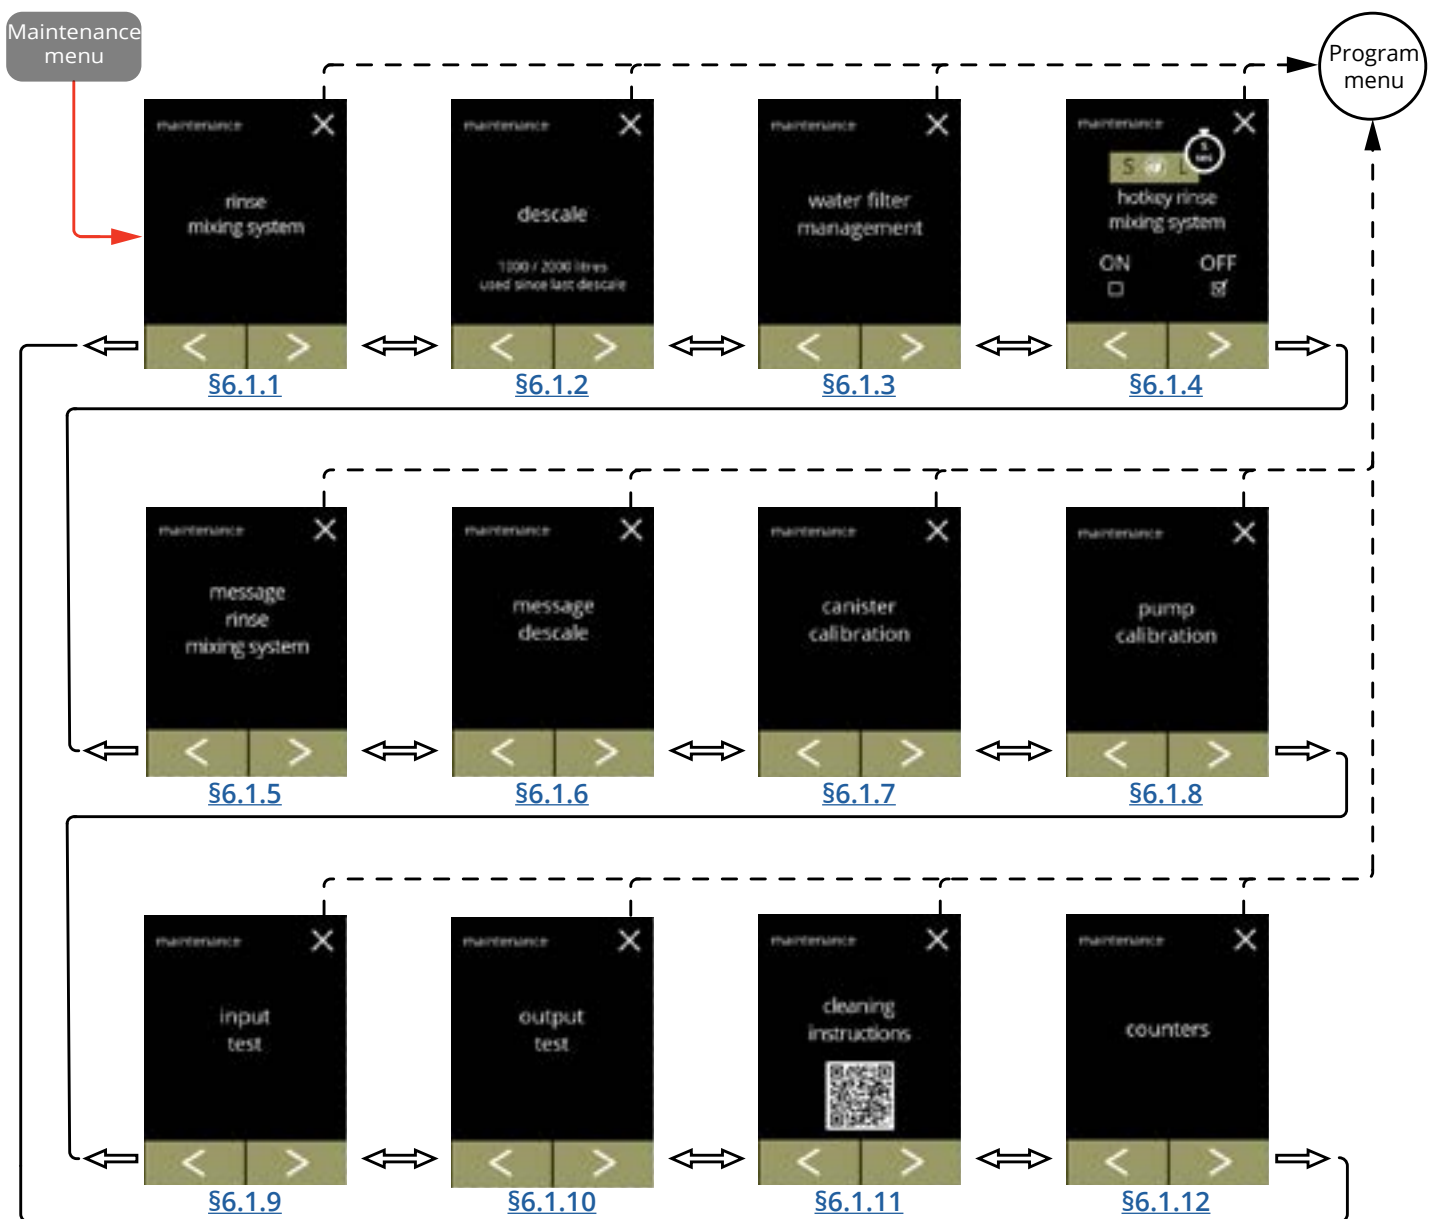 Maintenance
menu
Program
menu
maintenance
rinse
mixing system
§6.1.1
maintenance
descale
1000 / 2000 litres
used since last descale
§6.1.2
maintenance
water filter
management
§6.1.3
maintenance
5
sec
S L
hotkey rinse
mixing system
ON OFF
§6.1.4
maintenance
message
rinse
mixing system
§6.1.5
maintenance
message
descale
§6.1.6
maintenance
canister
calibration
§6.1.7
maintenance
pump
calibration
§6.1.8
maintenance
input
test
§6.1.9
maintenance
output
test
§6.1.10
maintenance
cleaning
instructions
§6.1.11
maintenance
counters
§6.1.12